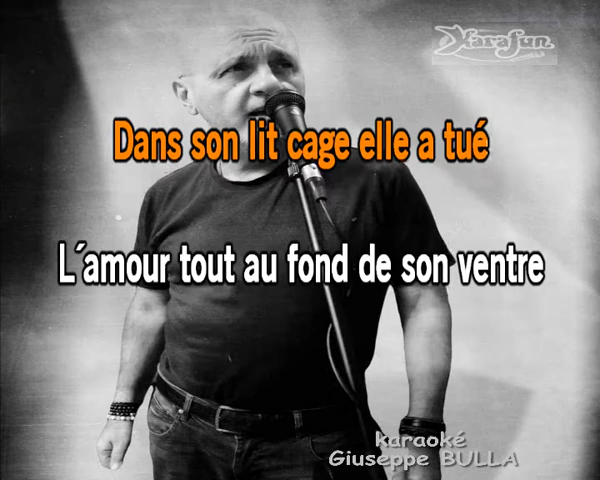 Karafun
Dans son lit cage elle a tué
L´amour tout au fond de son ventre
karaoké
Giuseppe BULLA